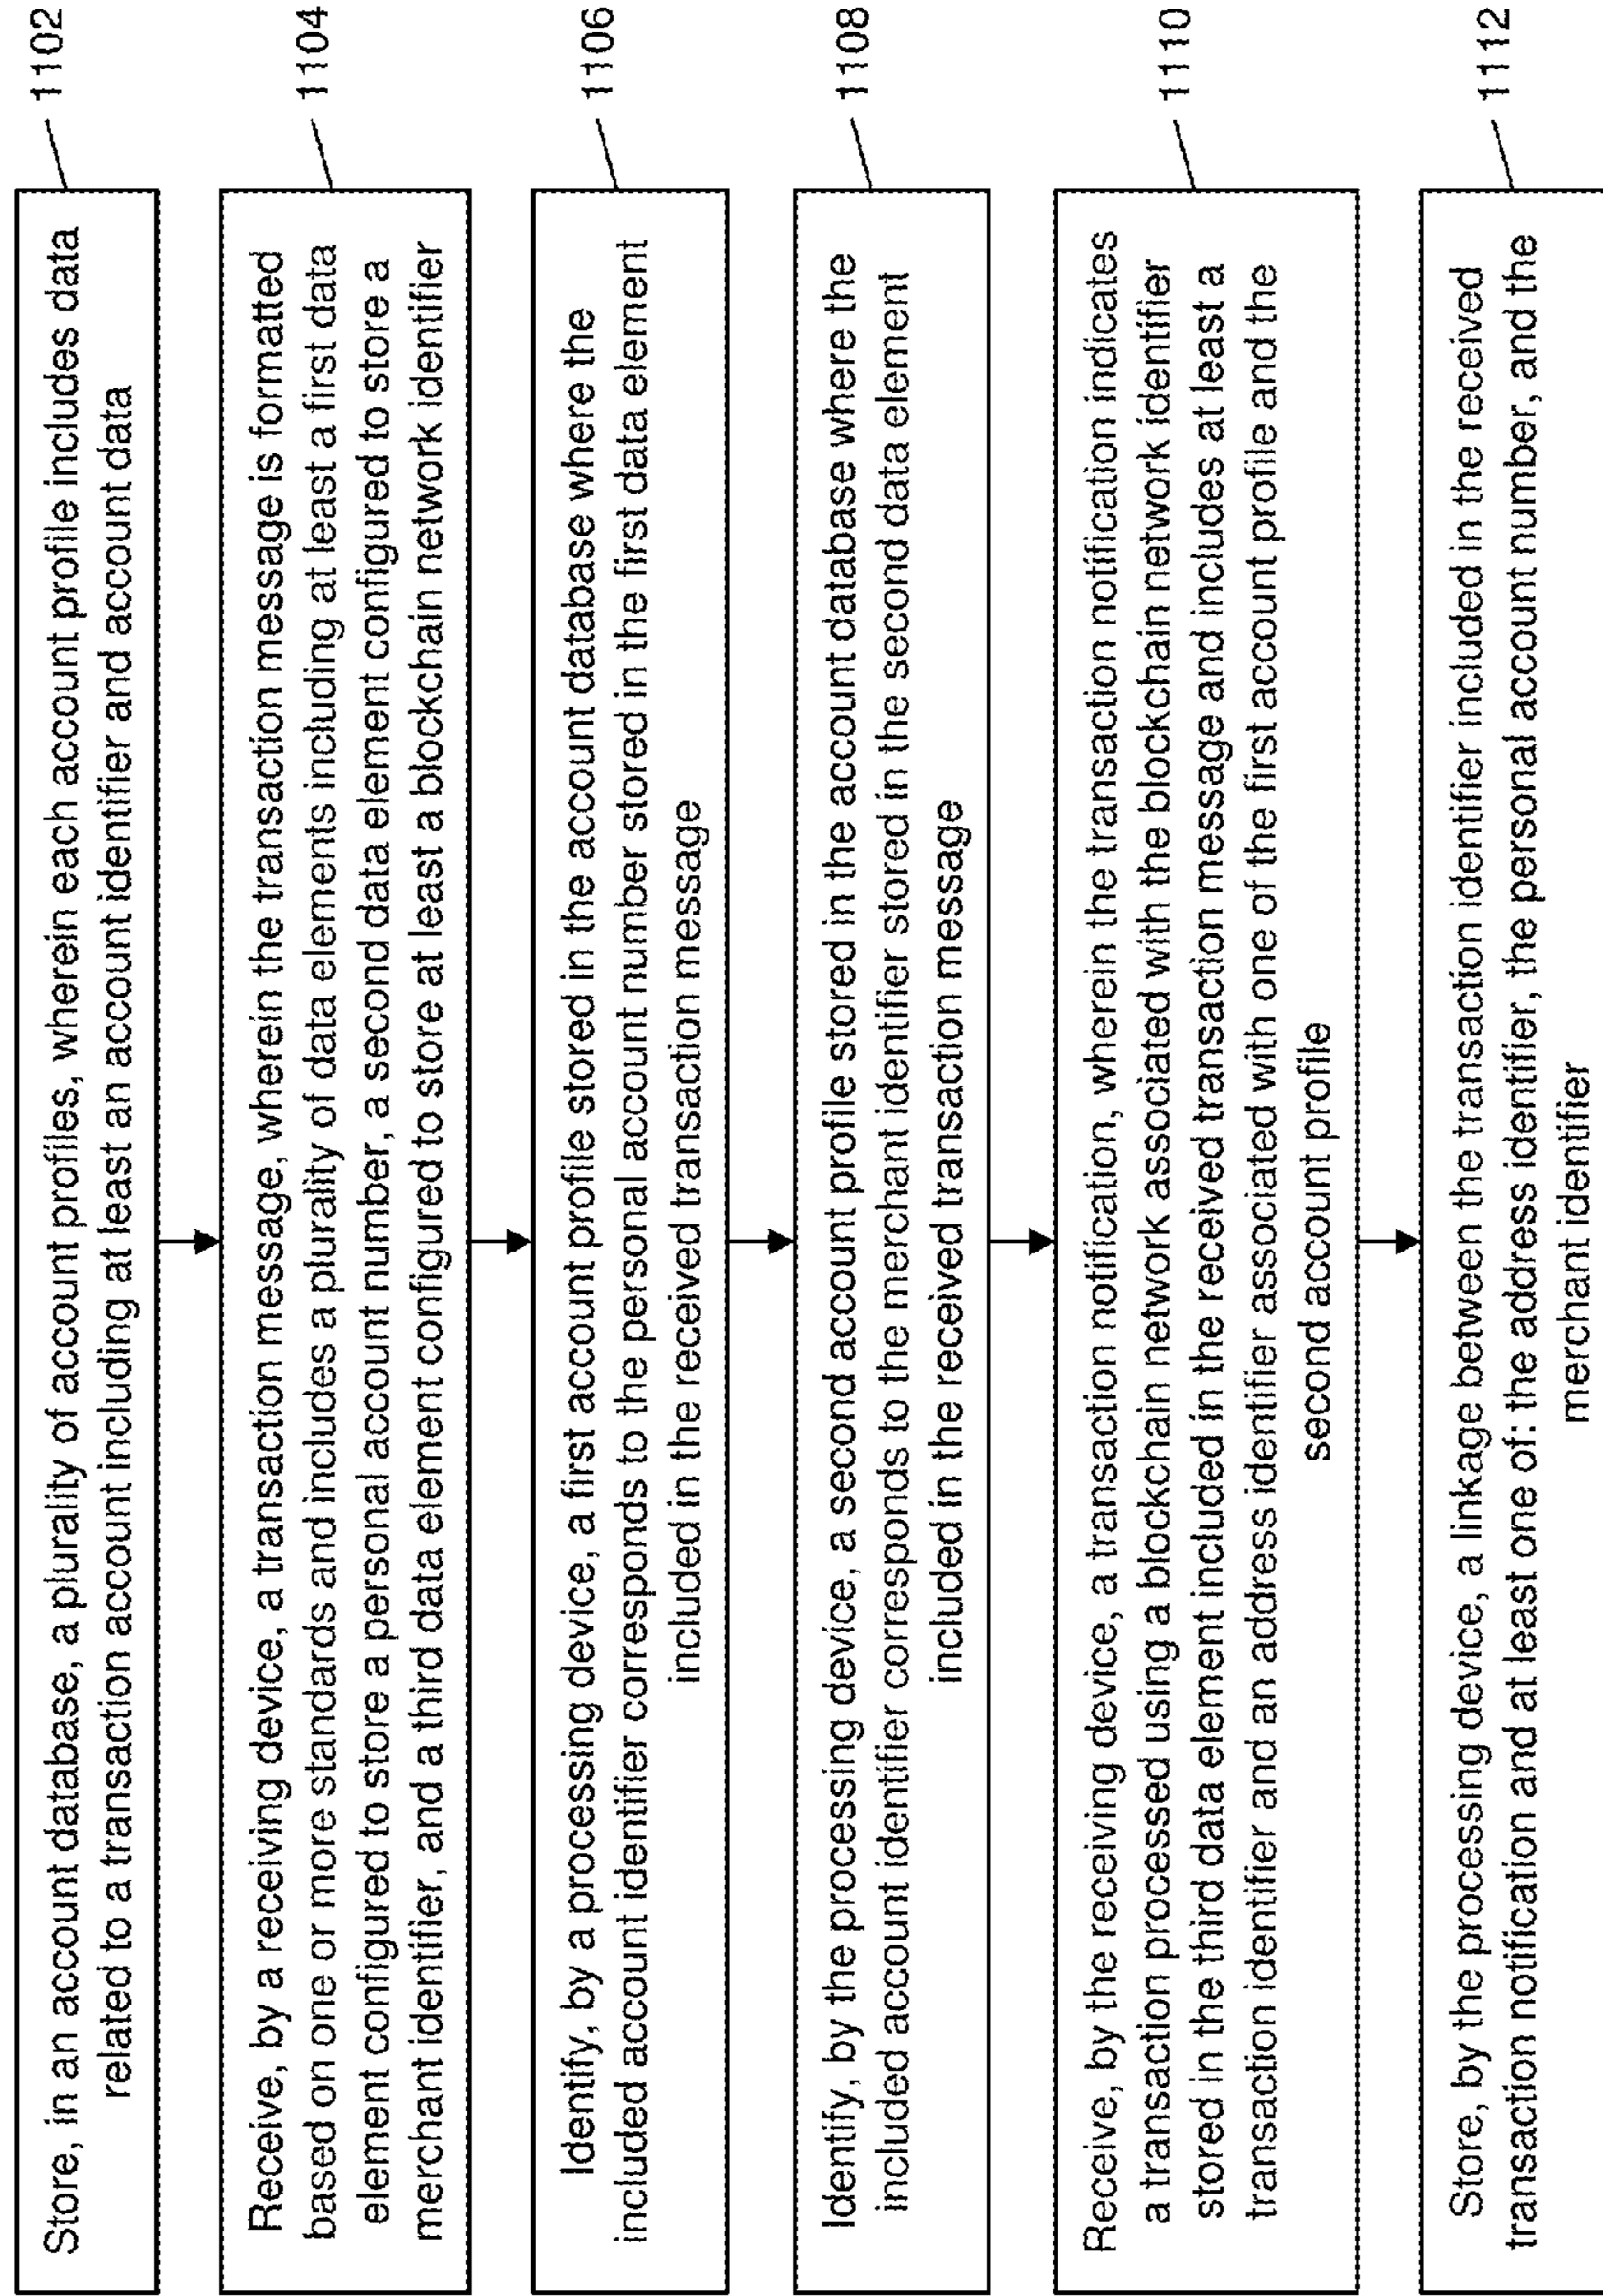 Store, in an account database, a plurality of account profiles, wherein each account profile includes data
related to a transaction account including at least an account identifier and account data
1102
Receive, by a receiving device, a transaction message, wherein the transaction message is formatted
based on one or more standards and includes a plurality of data elements including at least a first data
element configured to store a personal account number, a second data element configured to store a
merchant identifier, and a third data element configured to store at least a blockchain network identifier
1104
Identify, by a processing device, a first account profile stored in the account database where the
included account identifier corresponds to the personal account number stored in the first data element
included in the received transaction message
1106
Identify, by the processing device, a second account profile stored in the account database where the
included account identifier corresponds to the merchant identifier stored in the second data element
included in the received transaction message
1108
Receive, by the receiving device, a transaction notification, wherein the transaction notification indicates
a transaction processed using a blockchain network associated with the blockchain network identifier
stored in the third data element included in the received transaction message and includes at least a
transaction identifier and an address identifier associated with one of the first account profile and the
second account profile
1110
Store, by the processing device, a linkage between the transaction identifier included in the received
transaction notification and at least one of: the address identifier, the personal account number, and the
merchant identifier
1112